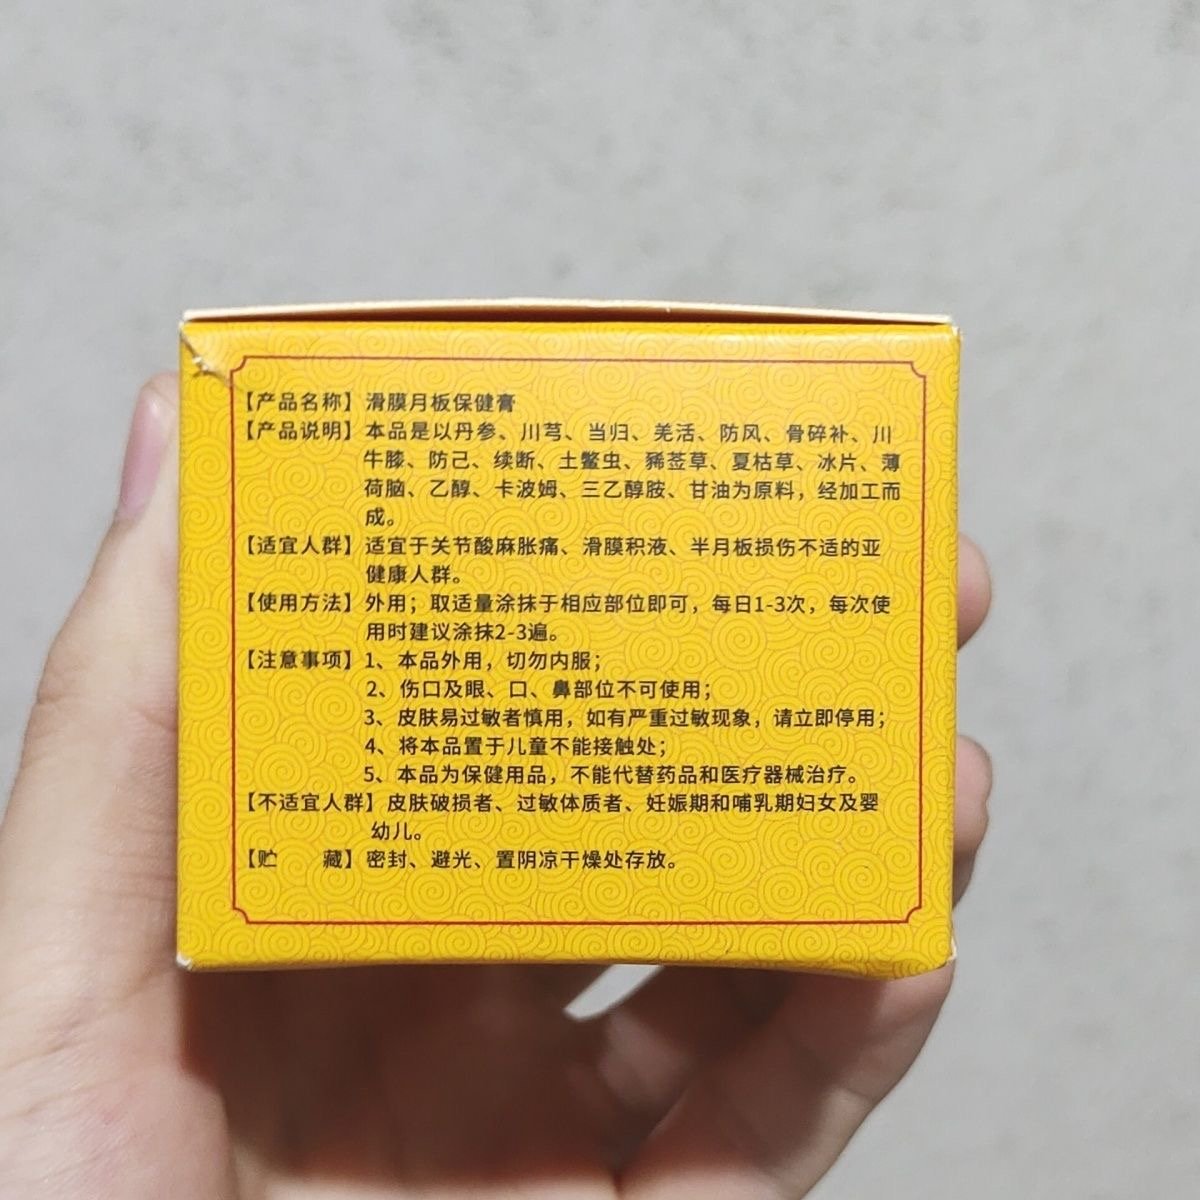 【产品名称】滑膜月板保健膏
【产品说明】本品是以丹参、川芎、当归、羌活、防风、骨碎补、川
牛膝、防己、续断、土鳖虫、豨莶草、夏枯草、冰片、薄
荷脑、乙醇、卡波姆、三乙醇胺、甘油为原料，经加工而
成。
【适宜人群】适宜于关节酸麻胀痛、滑膜积液、半月板损伤不适的亚
健康人群。
【使用方法】外用；取适量涂抹于相应部位即可，每日1-3次，每次使
用时建议涂抹2-3遍。
【注意事项】1、本品外用，切勿内服；
2、伤口及眼、口、鼻部位不可使用；
3、皮肤易过敏者慎用，如有严重过敏现象，请立即停用；
4、将本品置于儿童不能接触处；
5、本品为保健用品，不能代替药品和医疗器械治疗。
【不适宜人群】皮肤破损者、过敏体质者、妊娠期和哺乳期妇女及婴
幼儿。
【贮　　藏】密封、避光、置阴凉干燥处存放。